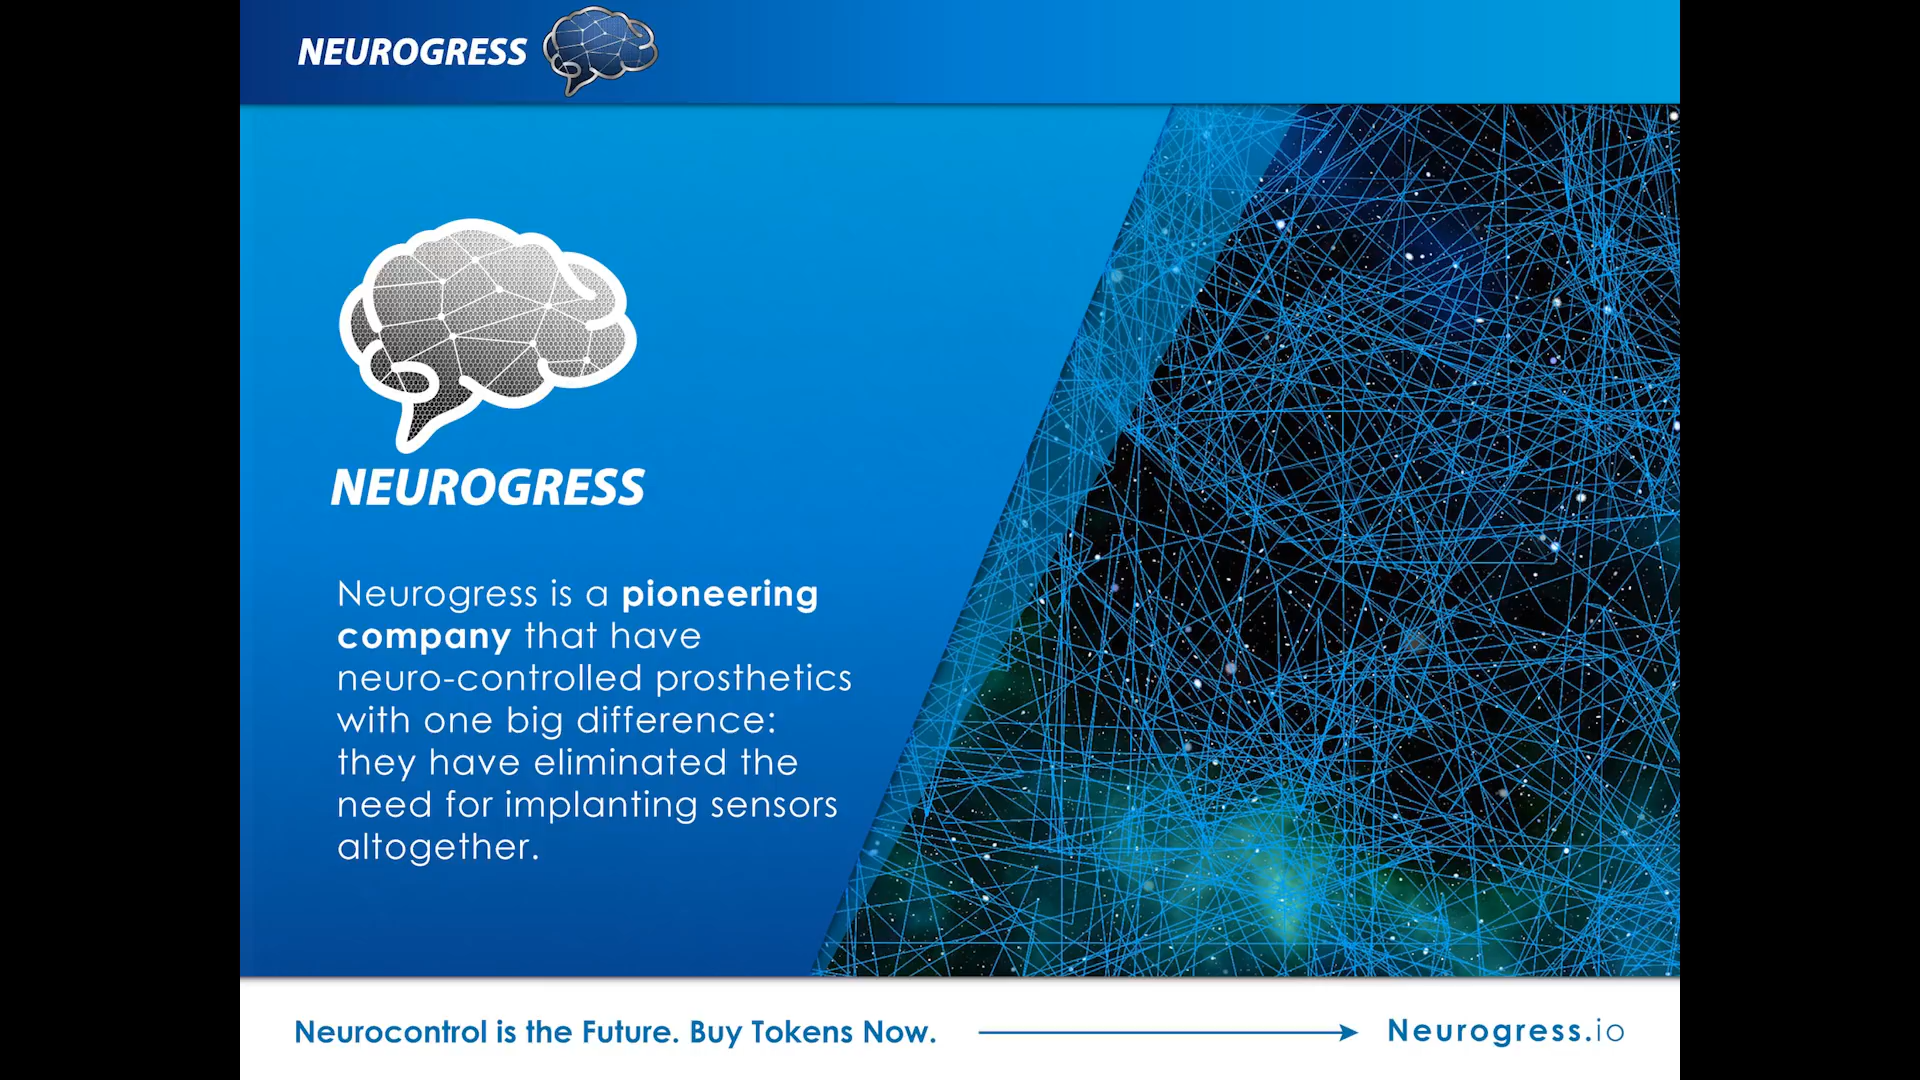 NEUROGRESS
NEUROGRESS
Neurogress is a pioneering
company that have
neuro-controlled prosthetics
with one big difference:
they have eliminated the
need for implanting sensors
altogether.
Neurocontrol is the Future. Buy Tokens Now.
Neurogress.io